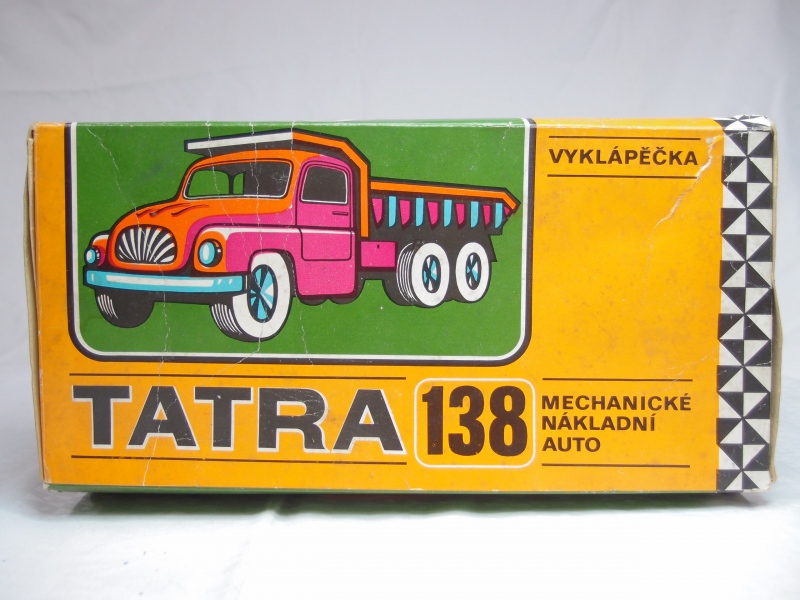 VYKLÁPĚČKA
TATRA 138
MECHANICKÉ
NÁKLADNÍ
AUTO